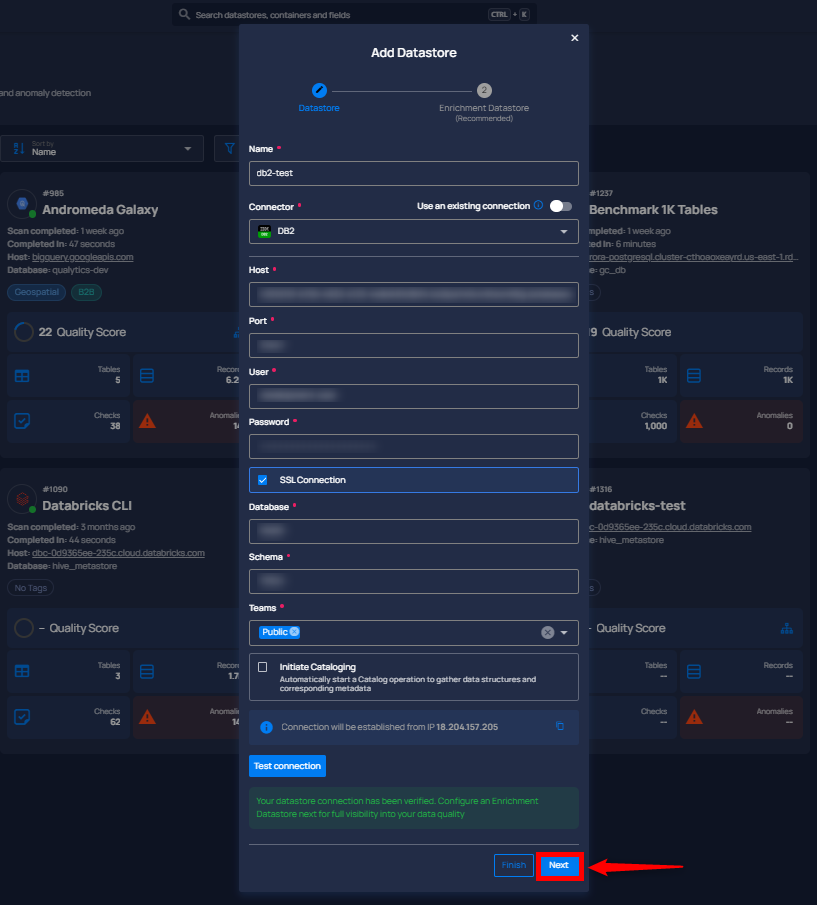 Search datastores, containers and fields
CTRL + K
Add Datastore
2
Datastore
Enrichment Datastore
(Recommended)
Name *
db2-test
Connector *
Use an existing connection
DB2
Host *
Port *
User *
Password *
SSL Connection
Database *
Schema *
Teams *
Public
Initiate Cataloging
Automatically start a Catalog operation to gather data structures and
corresponding metadata
Connection will be established from IP 18.204.157.205
Test connection
Your datastore connection has been verified. Configure an Enrichment
Datastore next for full visibility into your data quality
Finish
Next
and anomaly detection
Sort by
Name
#985
Andromeda Galaxy
Scan completed: 1 week ago
Completed In: 47 seconds
Host: bigquery.googleapis.com
Database: qualytics-dev
Geospatial
B2B
22 Quality Score
Tables
5
Recor
6.2
Checks
38
Anomalie
14
#1090
Databricks CLI
Scan completed: 3 months ago
Completed In: 44 seconds
Host: dbc-0d9365ee-235c.cloud.databricks.com
Database: hive_metastore
No Tags
– Quality Score
Tables
3
Recor
1.7
Checks
62
Anomalie
14
#1237
Benchmark 1K Tables
completed: 1 week ago
ted In: 6 minutes
rora-postgresql.cluster-cthoaoxeayrd.us-east-1.rd...
se: gc_db
s
9 Quality Score
Tables
1K
Records
1K
Checks
1,000
Anomalies
0
#1316
databricks-test
c-0d9365ee-235c.cloud.databricks.com
se: hive_metastore
s
– Quality Score
Tables
--
Records
--
Checks
--
Anomalies
--